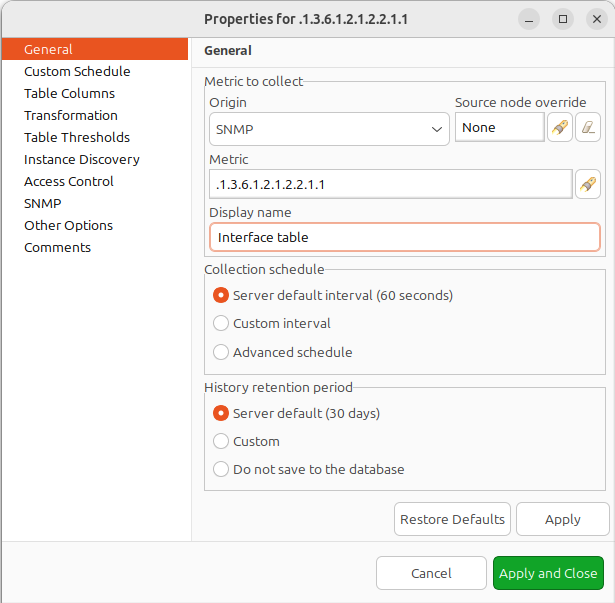 Properties for .1.3.6.1.2.1.2.2.1.1
General
Custom Schedule
Table Columns
Transformation
Table Thresholds
Instance Discovery
Access Control
SNMP
Other Options
Comments
General
Metric to collect
Origin
Source node override
SNMP
None
Metric
.1.3.6.1.2.1.2.2.1.1
Display name
Interface table
Collection schedule
Server default interval (60 seconds)
Custom interval
Advanced schedule
History retention period
Server default (30 days)
Custom
Do not save to the database
Restore Defaults
Apply
Cancel
Apply and Close